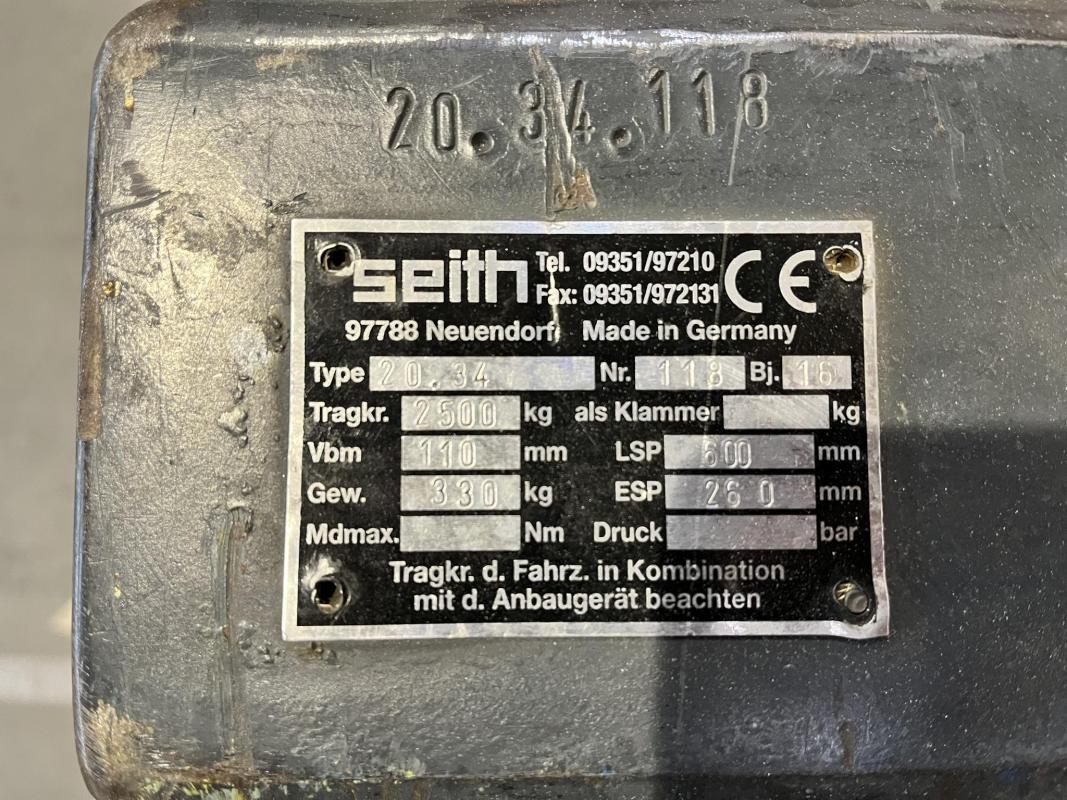 20.34.118
seith Tel. 09351/97210
Fax: 09351/972131 CE
97788 Neuendorf, Made in Germany
Type 20.34 Nr. 118 Bj. 16
Tragkr. 2500 kg als Klammer kg
Vbm 110 mm LSP 600 mm
Gew. 330 kg ESP 260 mm
Mdmax. Nm Druck bar
Tragkr. d. Fahrz. in Kombination
mit d. Anbaugerät beachten